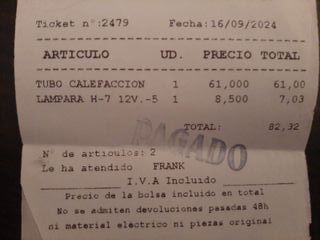 Ticket nº:2479 Fecha:16/09/2024
ARTICULO UD. PRECIO TOTAL
TUBO CALEFACCION 1 61,000 61,00
LAMPARA H-7 12V.-5 1 8,500 7,03
TOTAL: 82,32
PAGADO
Nº de articulos: 2
Le ha atendido FRANK
I.V.A Incluido
Precio de la bolsa incluido en total
No se admiten devoluciones pasadas 48h
ni material electrico ni piezas original